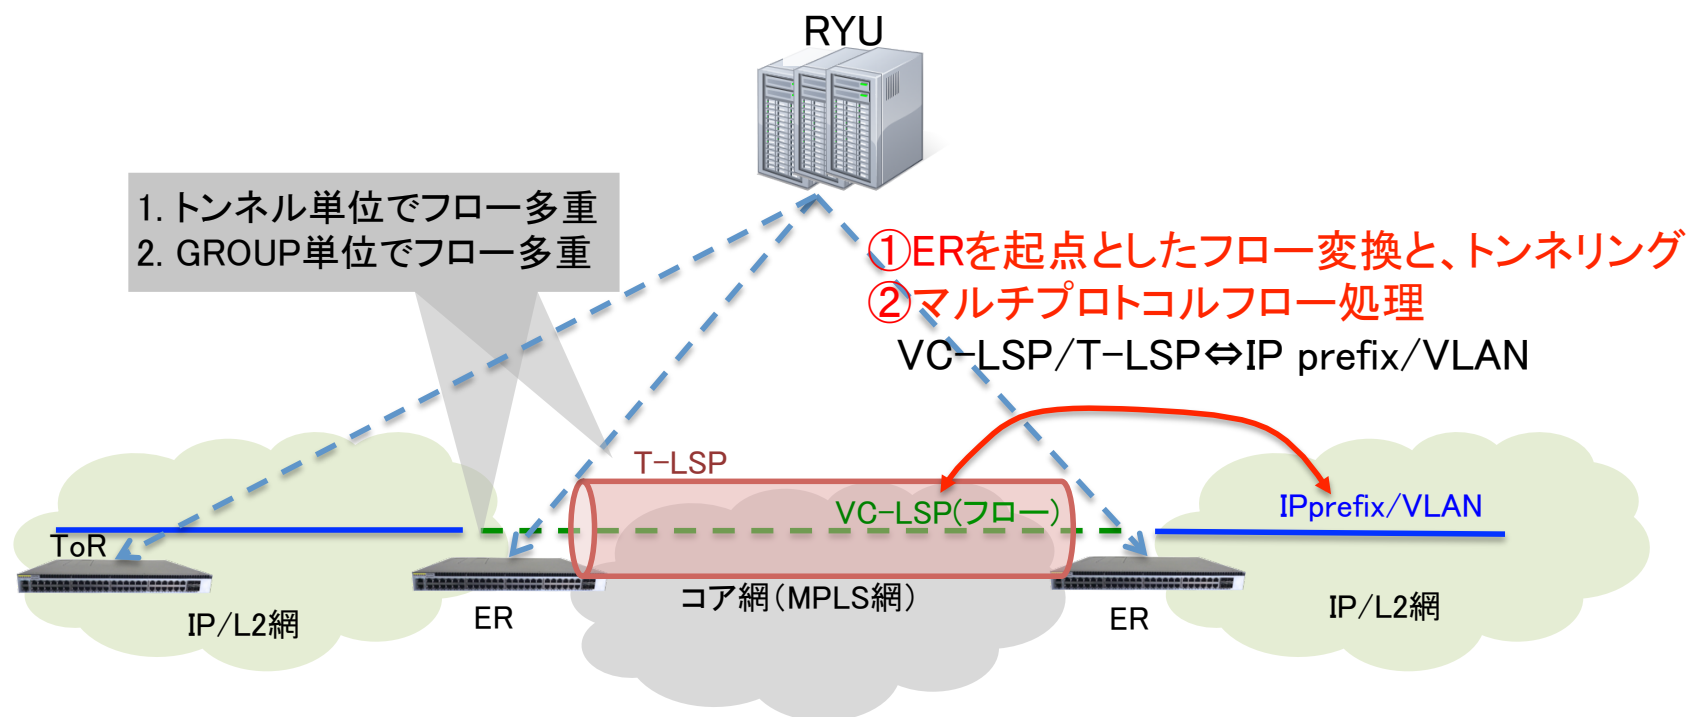 RYU
1. トンネル単位でフロー多重
2. GROUP単位でフロー多重
①ERを起点としたフロー変換と、トンネリング
②マルチプロトコルフロー処理
VC-LSP/T-LSP⇔IP prefix/VLAN
T-LSP
VC-LSP(フロー)
IPprefix/VLAN
ToR
IP/L2網
ER
コア網(MPLS網)
ER
IP/L2網